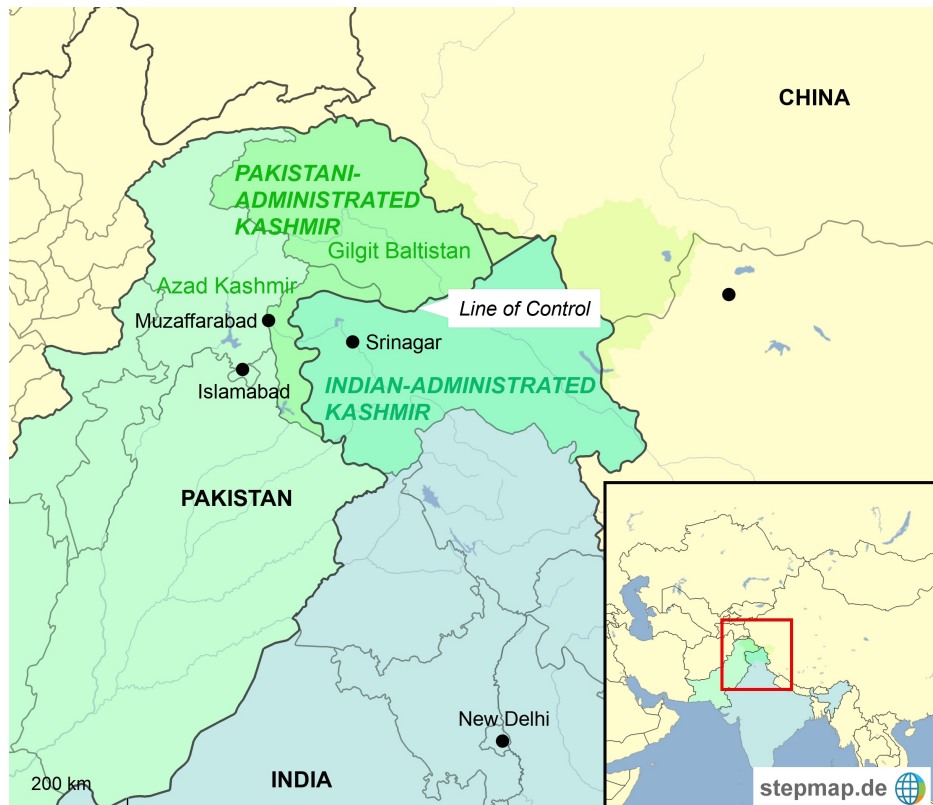 CHINA
PAKISTANI-
ADMINISTRATED
KASHMIR
Gilgit Baltistan
Azad Kashmir
Line of Control
Muzaffarabad
Srinagar
Islamabad
INDIAN-ADMINISTRATED
KASHMIR
PAKISTAN
New Delhi
INDIA
200 km
stepmap.de